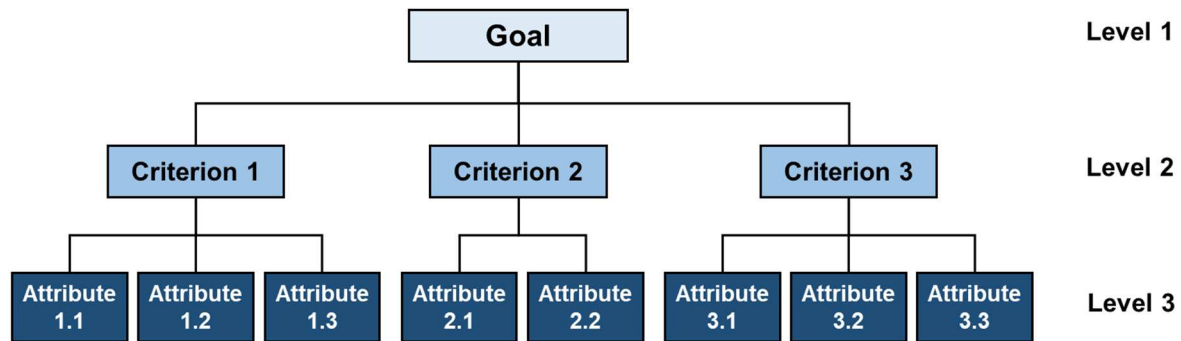 Goal
Level 1
Criterion 1
Criterion 2
Criterion 3
Level 2
Attribute
1.1
Attribute
1.2
Attribute
1.3
Attribute
2.1
Attribute
2.2
Attribute
3.1
Attribute
3.2
Attribute
3.3
Level 3